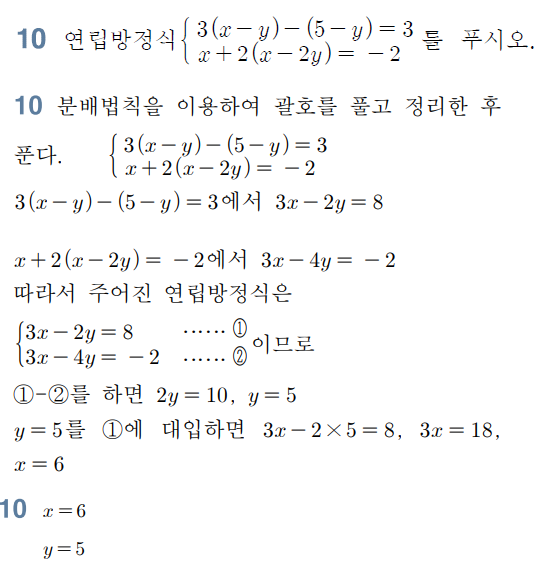 10 연립방정식 { 3(x-y)-(5-y)=3
x+2(x-2y)= -2 틀 푸시오.
10 분배법칙을 이용하여 괄호를 풀고 정리한 후
푼다. { 3(x-y)-(5-y)=3
x+2(x-2y)= -2
3(x-y)-(5-y)=3에서 3x-2y=8
x+2(x-2y)= -2에서 3x-4y= -2
따라서 주어진 연립방정식은
{ 3x-2y=8 …… ①
3x-4y= -2 …… ② 이므로
①-②를 하면 2y=10, y=5
y=5를 ①에 대입하면 3x-2×5=8, 3x=18,
x=6
10 x=6
y=5